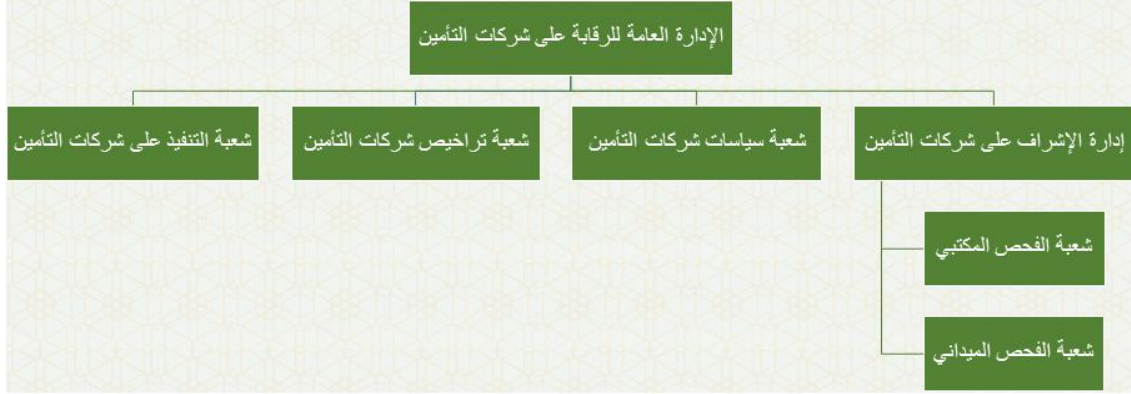 الإدارة العامة للرقابة على شركات التأمين
إدارة الإشراف على شركات التأمين
شعبة سياسات شركات التأمين
شعبة تراخيص شركات التأمين
شعبة التنفيذ على شركات التأمين
شعبة الفحص المكتبي
شعبة الفحص الميداني